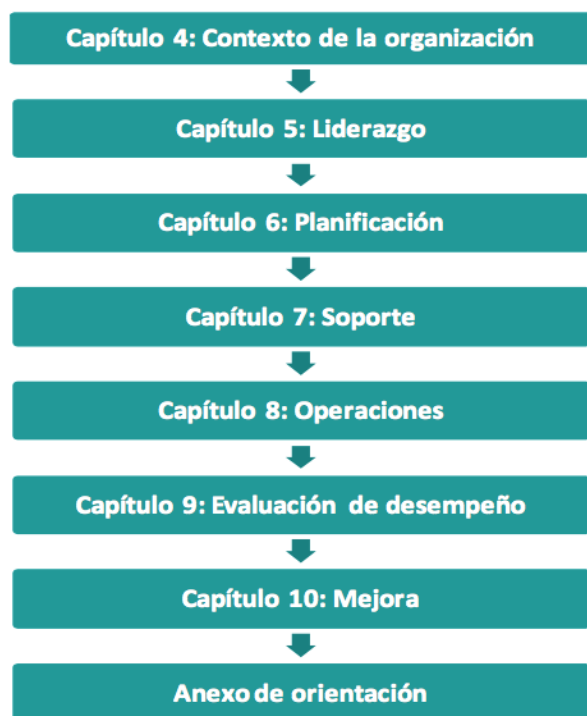 Capítulo 4: Contexto de la organización
Capítulo 5: Liderazgo
Capítulo 6: Planificación
Capítulo 7: Soporte
Capítulo 8: Operaciones
Capítulo 9: Evaluación de desempeño
Capítulo 10: Mejora
Anexo de orientación